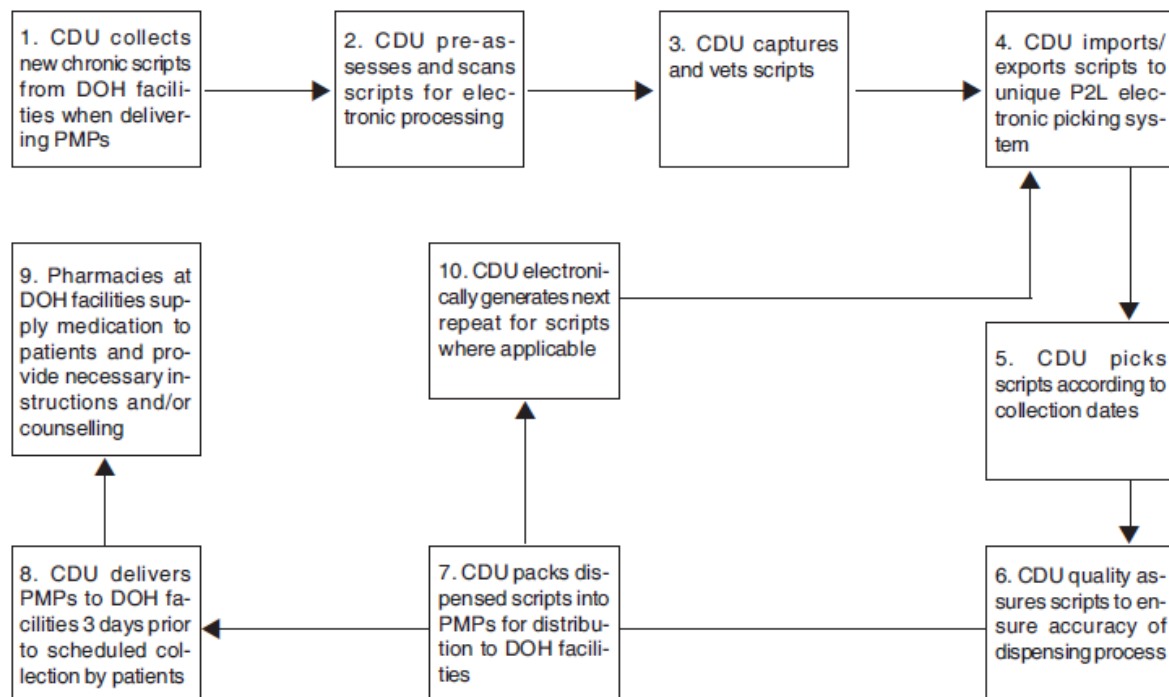 1. CDU collects
new chronic scripts
from DOH facili-
ties when deliver-
ing PMPs
2. CDU pre-as-
sesses and scans
scripts for elec-
tronic processing
3. CDU captures
and vets scripts
4. CDU imports/
exports scripts to
unique P2L elec-
tronic picking sys-
tem
9. Pharmacies at
DOH facilities sup-
ply medication to
patients and pro-
vide necessary in-
structions and/or
counselling
10. CDU electroni-
cally generates next
repeat for scripts
where applicable
5. CDU picks
scripts according to
collection dates
8. CDU delivers
PMPs to DOH fa-
cilities 3 days prior
to scheduled col-
lection by patients
7. CDU packs dis-
pensed scripts into
PMPs for distribu-
tion to DOH facili-
ties
6. CDU quality as-
sures scripts to en-
sure accuracy of
dispensing process